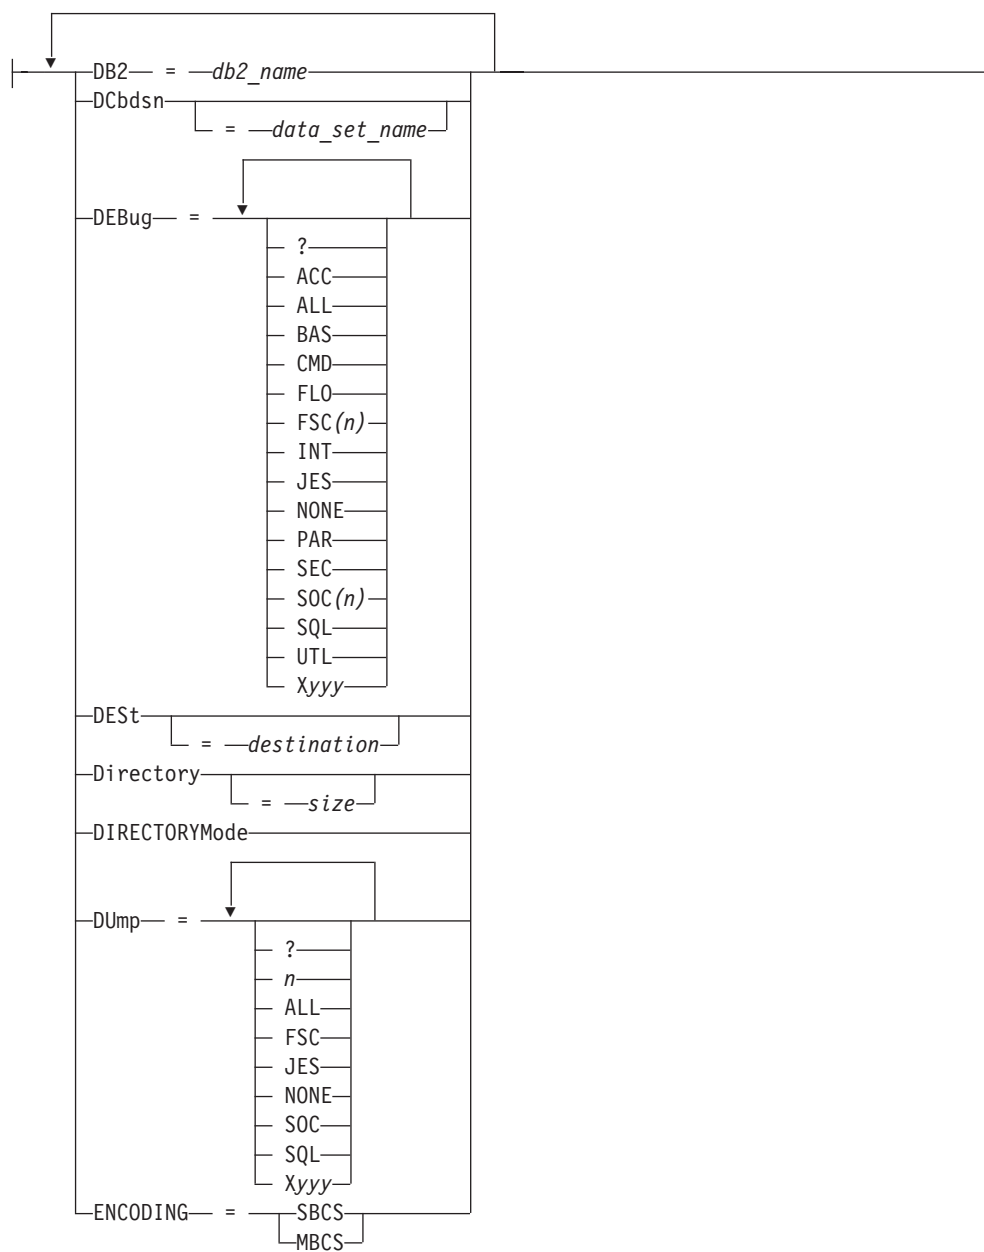 DB2 = db2_name
DCbdsn
= data_set_name
DEBug =
?
ACC
ALL
BAS
CMD
FLO
FSC(n)
INT
JES
NONE
PAR
SEC
SOC(n)
SQL
UTL
Xyyy
DESt
= destination
Directory
= size
DIRECTORYMode
DUmp =
?
n
ALL
FSC
JES
NONE
SOC
SQL
Xyyy
ENCODING = SBCS
MBCS